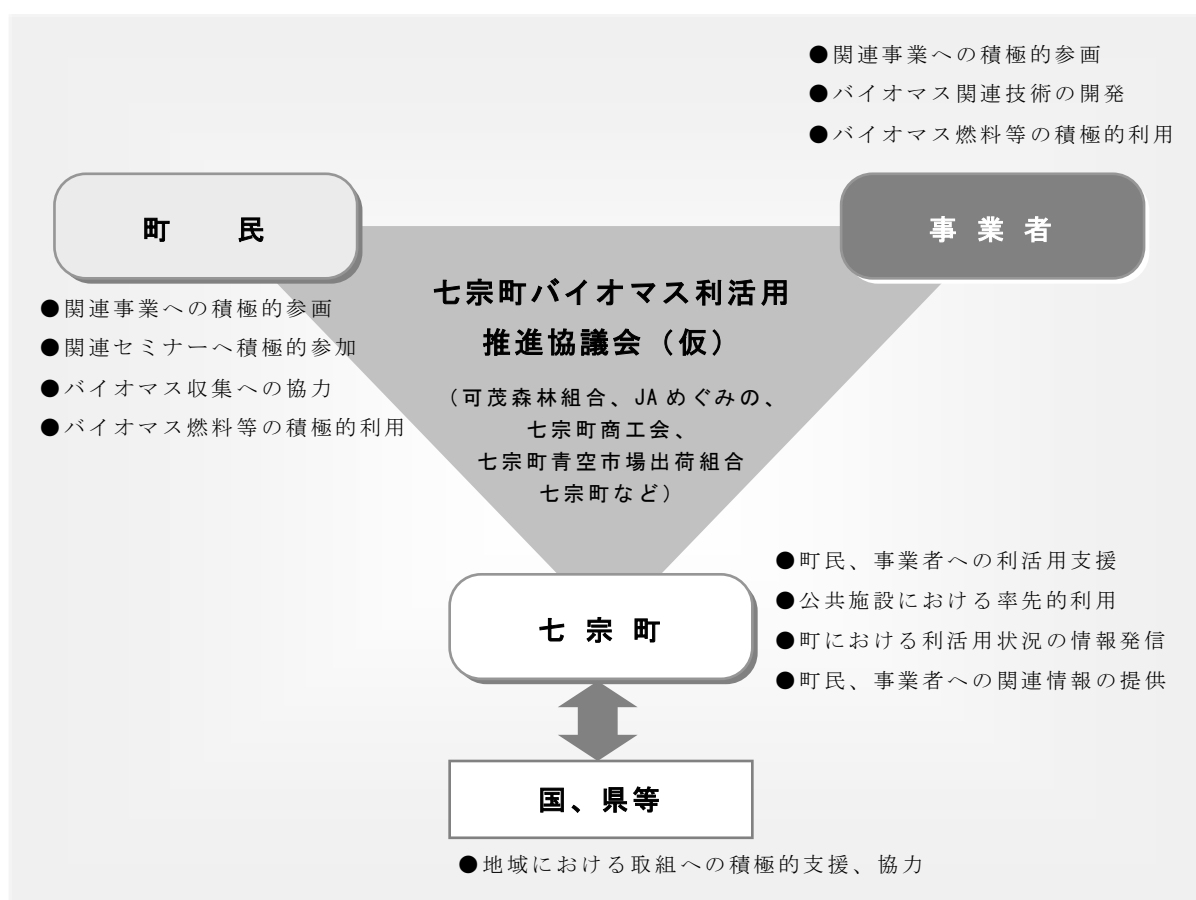 ●関連事業への積極的参画
●バイオマス関連技術の開発
●バイオマス燃料等の積極的利用
町　民
事業者
●関連事業への積極的参画
●関連セミナーへ積極的参加
●バイオマス収集への協力
●バイオマス燃料等の積極的利用
七宗町バイオマス利活用
推進協議会（仮）
（可茂森林組合、JAめぐみの、
七宗町商工会、
七宗町青空市場出荷組合
七宗町など）
七宗町
●町民、事業者への利活用支援
●公共施設における率先的利用
●町における利活用状況の情報発信
●町民、事業者への関連情報の提供
国、県等
●地域における取組への積極的支援、協力